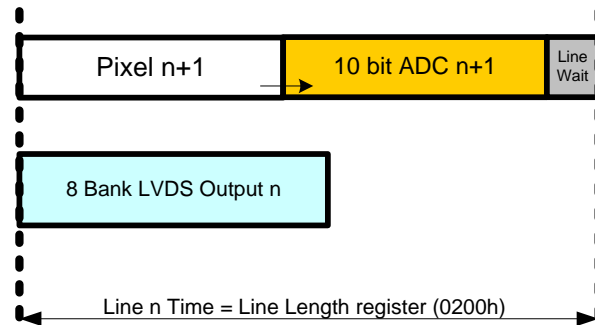 Pixel n+1
10 bit ADC n+1
Line
Wait
8 Bank LVDS Output n
Line n Time = Line Length register (0200h)